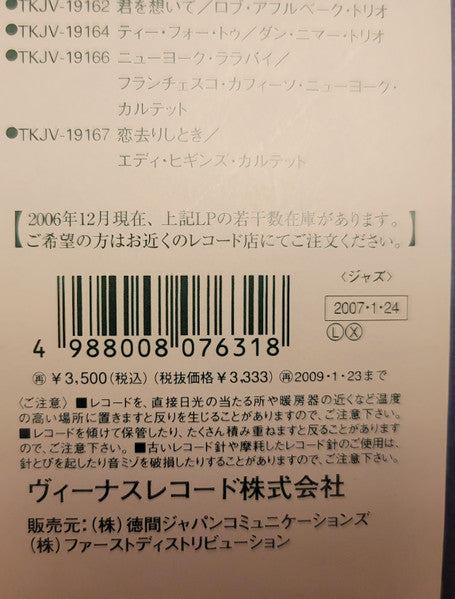 ●TKJV-19162 君を想いて/ロブ・アフルベーク・トリオ
●TKJV-19164 ティー・フォー・トゥ/ダン・ニマー・トリオ
●TKJV-19166 ニューヨーク・ララバイ/
フランチェスコ・カフィーソ・ニューヨーク・
カルテット
●TKJV-19167 恋去りしとき/
エディ・ヒギンズ・カルテット
【2006年12月現在、上記LPの若干数在庫があります。
ご希望の方はお近くのレコード店にてご注文ください。】
〈ジャズ〉
2007・1・24
Ⓛ Ⓧ
4 988008 076318
㊢ ¥3,500(税込) (税抜価格¥3,333) ㊢2009・1・23まで
〈ご注意〉■レコードを、直接日光の当たる所や暖房器の近くなど温度
の高い場所に置きますと反りを生じることがありますので、ご注意下さい。
■レコードを傾けて保管したり、たくさん積み重ねますと反ることがあります
ので、ご注意下さい。■古いレコード針や摩耗したレコード針のご使用は、
針とびを起したり音ミゾを破損したりすることがありますので、ご注意下さい。
ヴィーナスレコード株式会社
販売元:(株)徳間ジャパンコミュニケーションズ
(株)ファーストディストリビューション